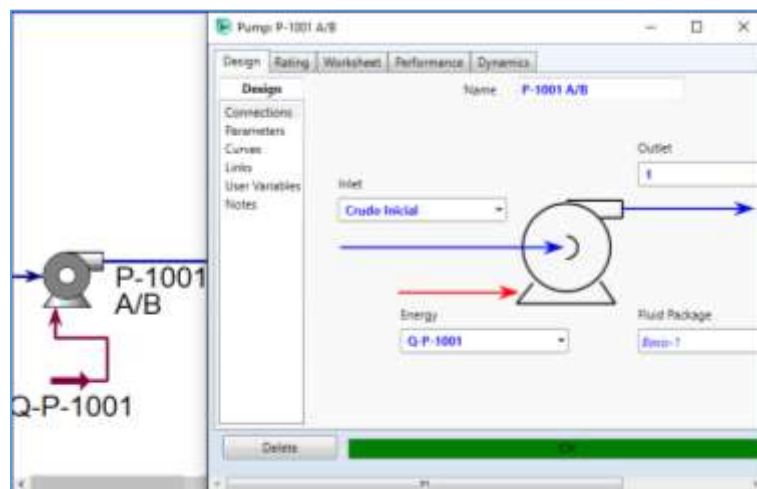 Pump: P-1001 A/B
Design Rating Worksheet Performance Dynamics
Design
Name P-1001 A/B
Connections
Parameters
Curves
Links
User Variables
Notes
Outlet
1
Inlet
Crude Inicial
P-1001
A/B
Energy
Fluid Package
Q-P-1001
Q-P-1001
Delete
OK